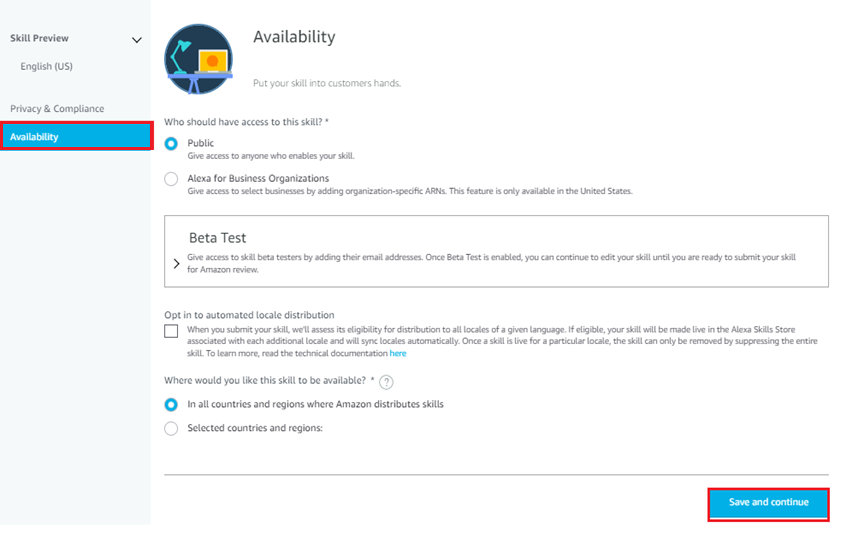 Skill Preview
English (US)
Privacy & Compliance
Availability
Availability
Put your skill into customers hands.
Who should have access to this skill? *
Public
Give access to anyone who enables your skill.
Alexa for Business Organizations
Give access to select businesses by adding organization-specific ARNs. This feature is only available in the United States.
Beta Test
Give access to skill beta testers by adding their email addresses. Once Beta Test is enabled, you can continue to edit your skill until you are ready to submit your skill
for Amazon review.
Opt in to automated locale distribution
When you submit your skill, we'll assess its eligibility for distribution to all locales of a given language. If eligible, your skill will be made live in the Alexa Skills Store
associated with each additional locale and will sync locales automatically. Once a skill is live for a particular locale, the skill can only be removed by suppressing the entire
skill. To learn more, read the technical documentation here
Where would you like this skill to be available? * ?
In all countries and regions where Amazon distributes skills
Selected countries and regions:
Save and continue